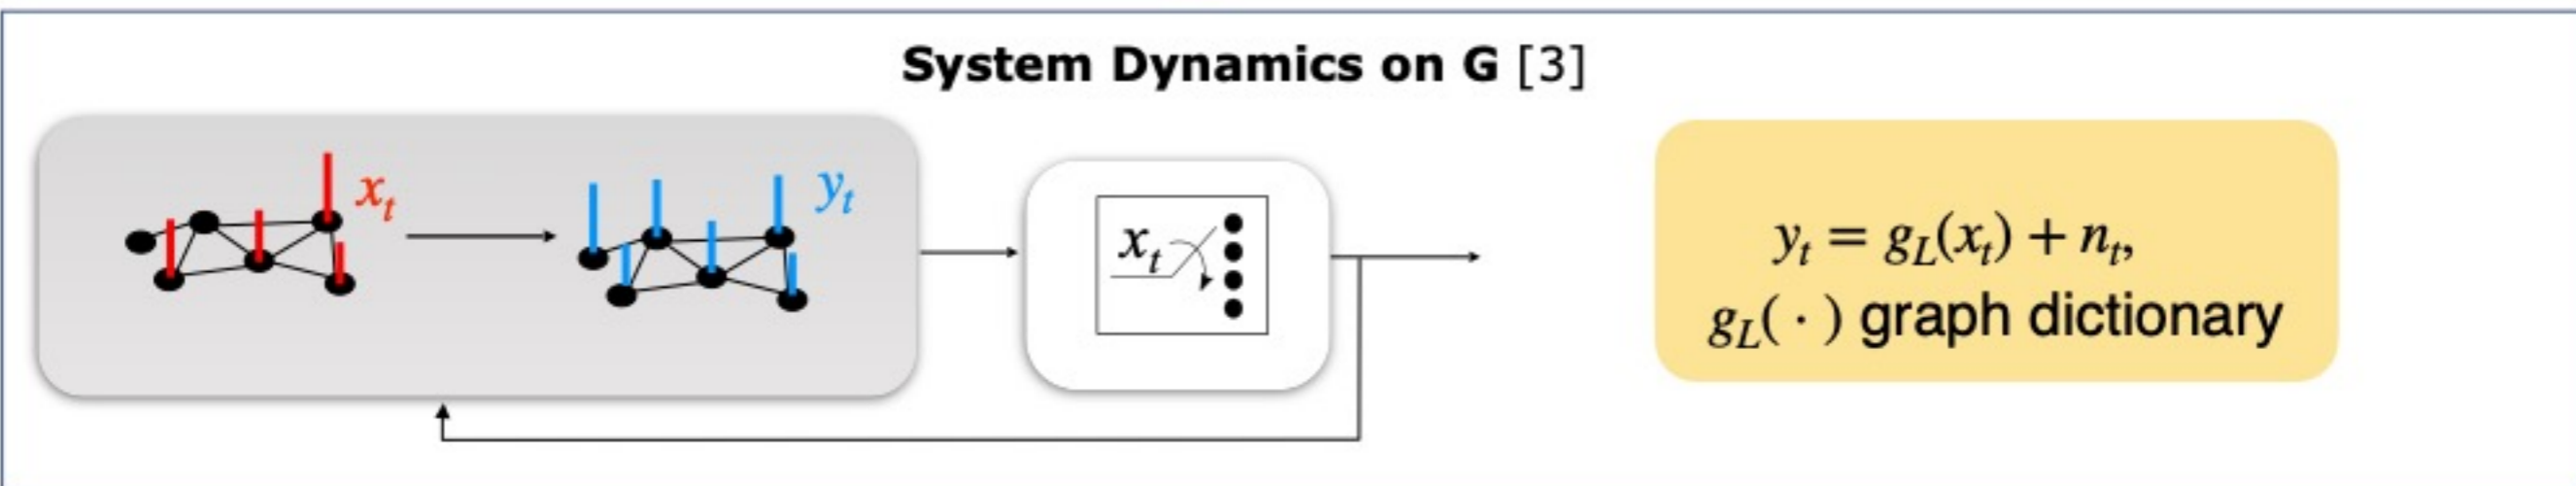 System Dynamics on G [3]
x_t
y_t
x_t
y_t = g_L(x_t) + n_t,
g_L( · ) graph dictionary